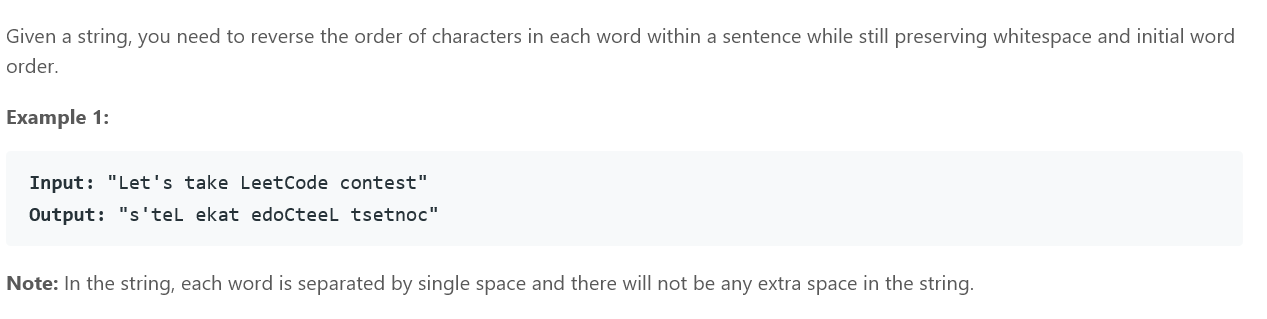 Given a string, you need to reverse the order of characters in each word within a sentence while still preserving whitespace and initial word
order.
Example 1:
Input: "Let's take LeetCode contest"
Output: "s'teL ekat edoCteeL tsetnoc"
Note: In the string, each word is separated by single space and there will not be any extra space in the string.